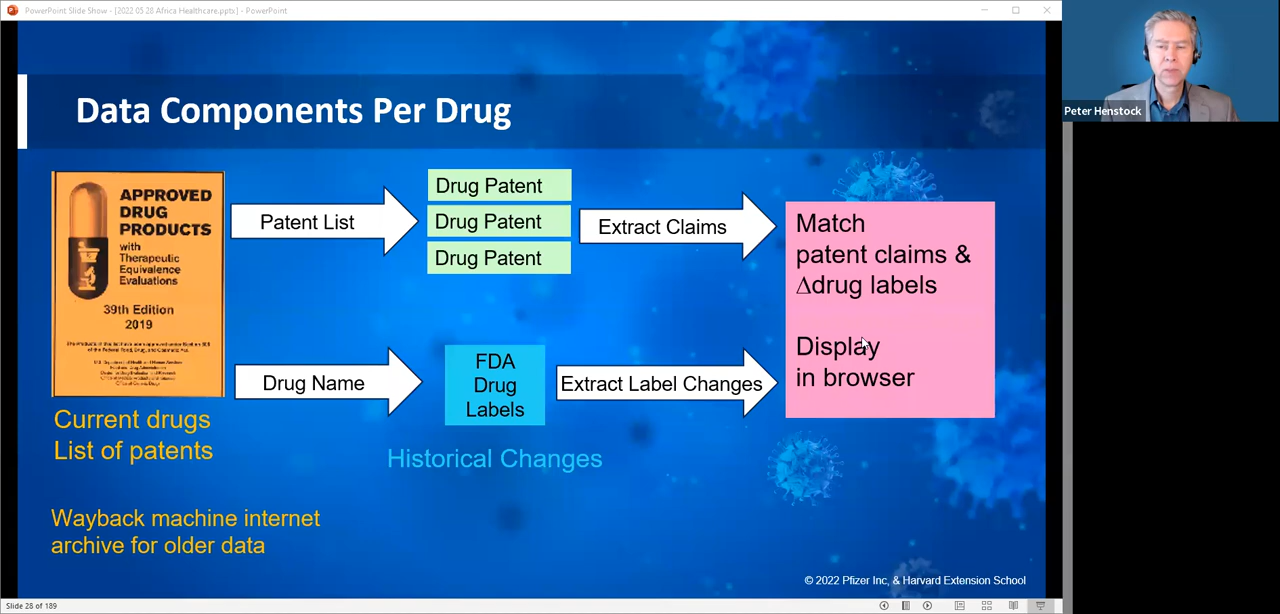 PowerPoint Slide Show - [2022 05 28 Africa Healthcare.pptx] - PowerPoint
Peter Henstock
Data Components Per Drug
APPROVED
DRUG
PRODUCTS
with
Therapeutic
Equivalence
Evaluations
39th Edition
2019
Patent List
Drug Patent
Drug Patent
Drug Patent
Extract Claims
Match
patent claims &
∆drug labels
Display
in browser
Drug Name
FDA
Drug
Labels
Extract Label Changes
Current drugs
List of patents
Historical Changes
Wayback machine internet
archive for older data
© 2022 Pfizer Inc, & Harvard Extension School
Slide 28 of 189